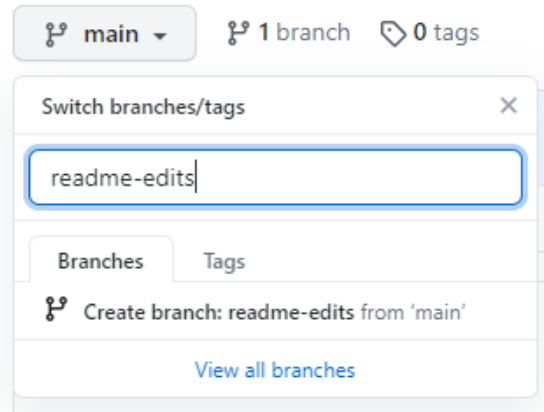 main 1 branch 0 tags
Switch branches/tags
readme-edits
Branches Tags
Create branch: readme-edits from ‘main’
View all branches